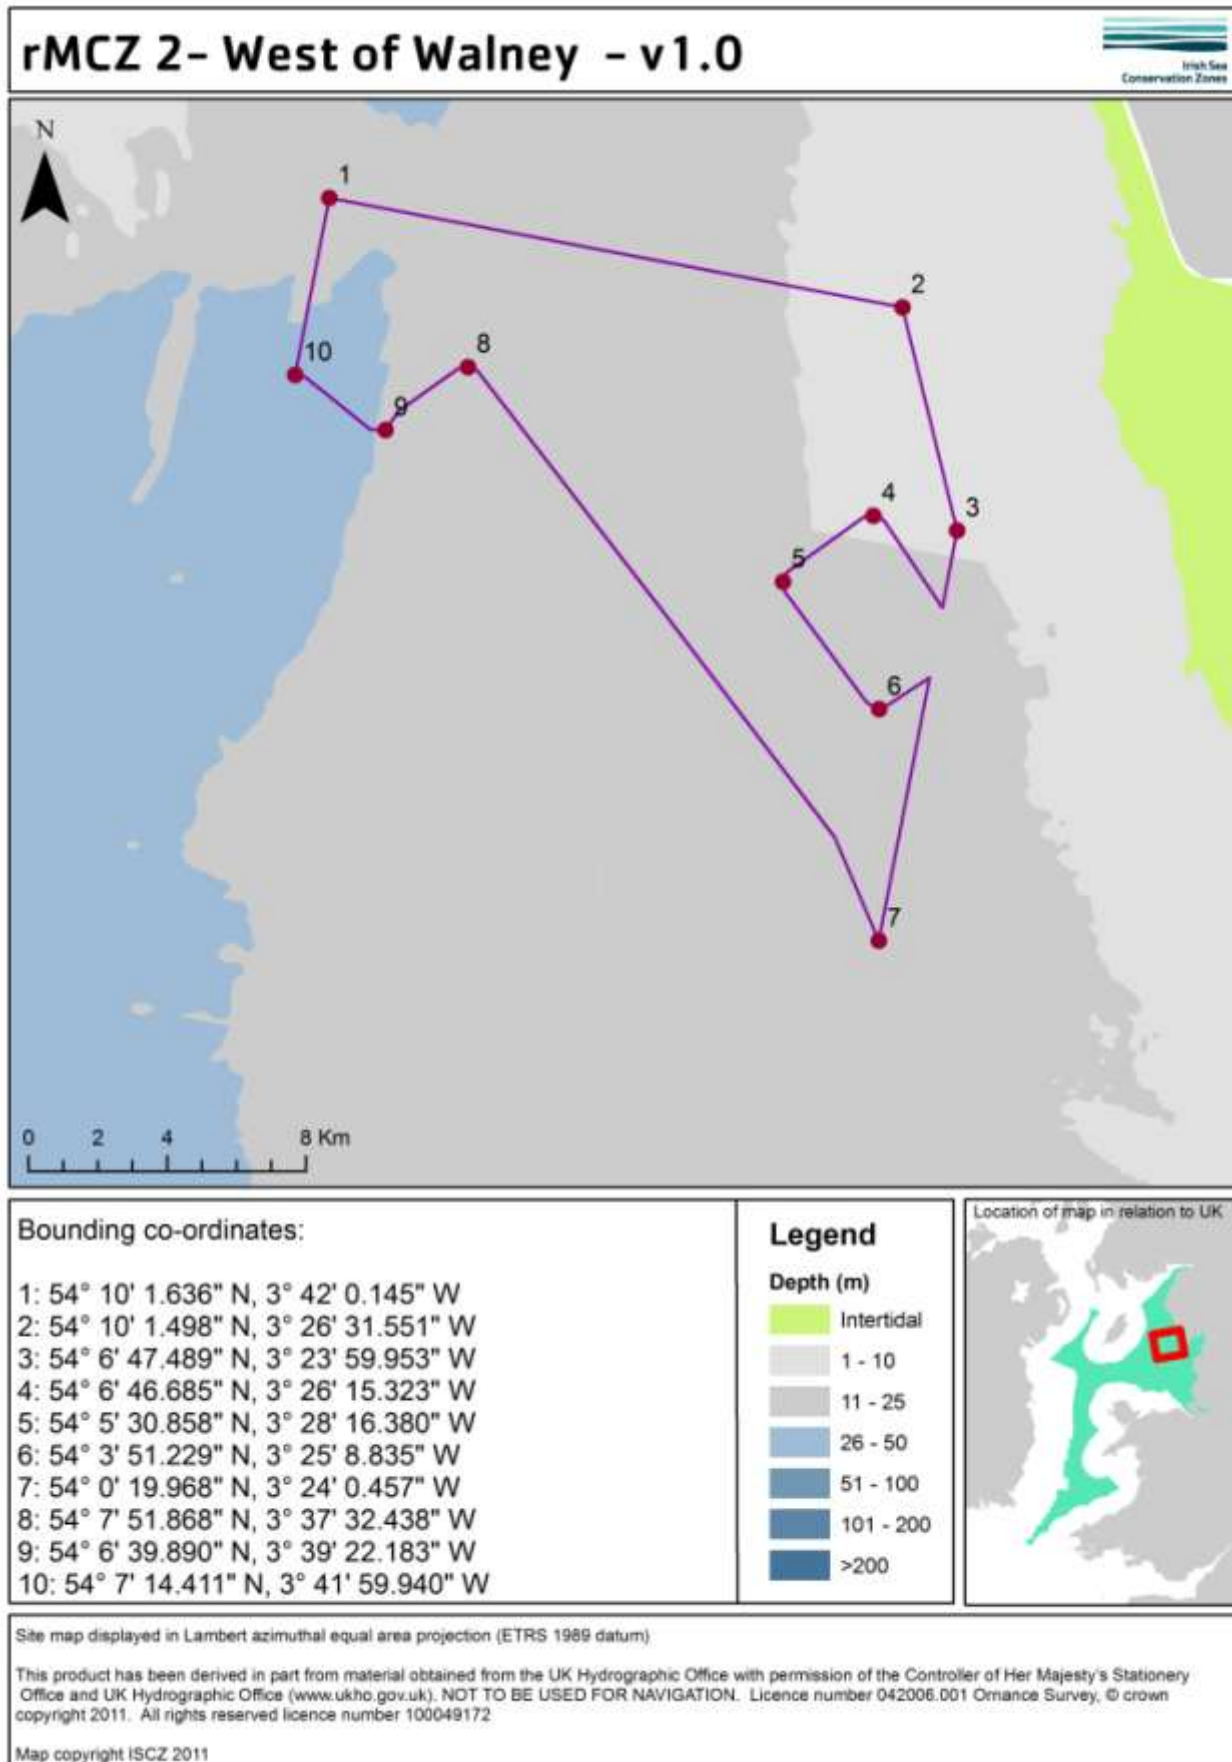 rMCZ 2- West of Walney - v1.0
Irish Sea
Conservation Zones
N
1
2
10
8
9
4
3
5
6
7
0 2 4 8 Km
Bounding co-ordinates:
1: 54° 10' 1.636" N, 3° 42' 0.145" W
2: 54° 10' 1.498" N, 3° 26' 31.551" W
3: 54° 6' 47.489" N, 3° 23' 59.953" W
4: 54° 6' 46.685" N, 3° 26' 15.323" W
5: 54° 5' 30.858" N, 3° 28' 16.380" W
6: 54° 3' 51.229" N, 3° 25' 8.835" W
7: 54° 0' 19.968" N, 3° 24' 0.457" W
8: 54° 7' 51.868" N, 3° 37' 32.438" W
9: 54° 6' 39.890" N, 3° 39' 22.183" W
10: 54° 7' 14.411" N, 3° 41' 59.940" W
Legend
Depth (m)
Intertidal
1 - 10
11 - 25
26 - 50
51 - 100
101 - 200
>200
Location of map in relation to UK
Site map displayed in Lambert azimuthal equal area projection (ETRS 1989 datum)
This product has been derived in part from material obtained from the UK Hydrographic Office with permission of the Controller of Her Majesty's Stationery
Office and UK Hydrographic Office (www.ukho.gov.uk). NOT TO BE USED FOR NAVIGATION. Licence number 042006.001 Ornance Survey, © crown
copyright 2011. All rights reserved licence number 100049172
Map copyright ISCZ 2011